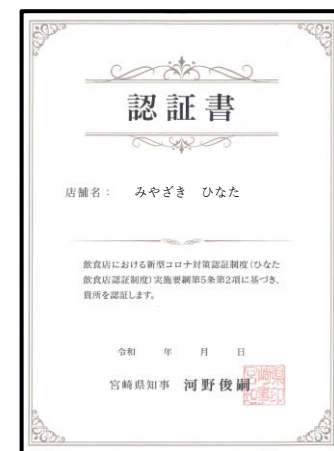 認証書
店舗名： みやざき ひなた
飲食店における新型コロナ対策認証制度（ひなた
飲食店認証制度）実施要綱第5条第2項に基づき、
貴所を認証します。
令和 年 月 日
宮崎県知事 河野俊嗣